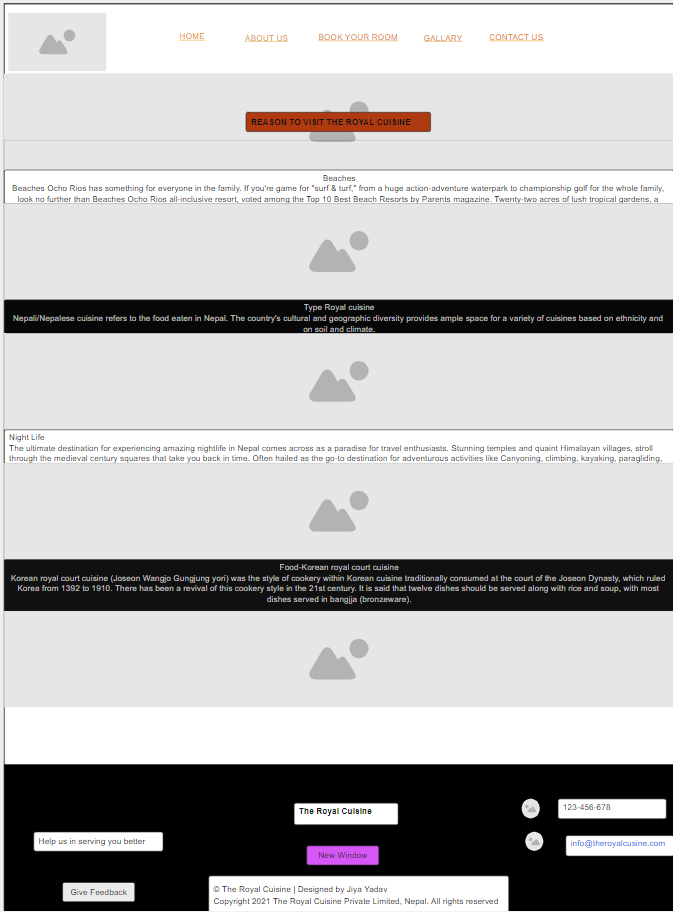 HOME
ABOUT US
BOOK YOUR ROOM
GALLARY
CONTACT US
REASON TO VISIT THE ROYAL CUISINE
Beaches
Beaches Ocho Rios has something for everyone in the family. If you're game for "surf & turf," from a huge action-adventure waterpark to championship golf for the whole family,
look no further than Beaches Ocho Rios all-inclusive resort, voted among the Top 10 Best Beach Resorts by Parents magazine. Twenty-two acres of lush tropical gardens, a
Type Royal cuisine
Nepali/Nepalese cuisine refers to the food eaten in Nepal. The country's cultural and geographic diversity provides ample space for a variety of cuisines based on ethnicity and
on soil and climate.
Night Life
The ultimate destination for experiencing amazing nightlife in Nepal comes across as a paradise for travel enthusiasts. Stunning temples and quaint Himalayan villages, stroll
through the medieval century squares that take you back in time. Often hailed as the go-to destination for adventurous activities like Canyoning, climbing, kayaking, paragliding,
Food-Korean royal court cuisine
Korean royal court cuisine (Joseon Wangjo Gungjung yori) was the style of cookery within Korean cuisine traditionally consumed at the court of the Joseon Dynasty, which ruled
Korea from 1392 to 1910. There has been a revival of this cookery style in the 21st century. It is said that twelve dishes should be served along with rice and soup, with most
dishes served in bangjja (bronzeware).
The Royal Cuisine
123-456-678
Help us in serving you better
info@theroyalcusine.com
New Window
Give Feedback
© The Royal Cuisine | Designed by Jiya Yadav
Copyright 2021 The Royal Cuisine Private Limited, Nepal. All rights reserved